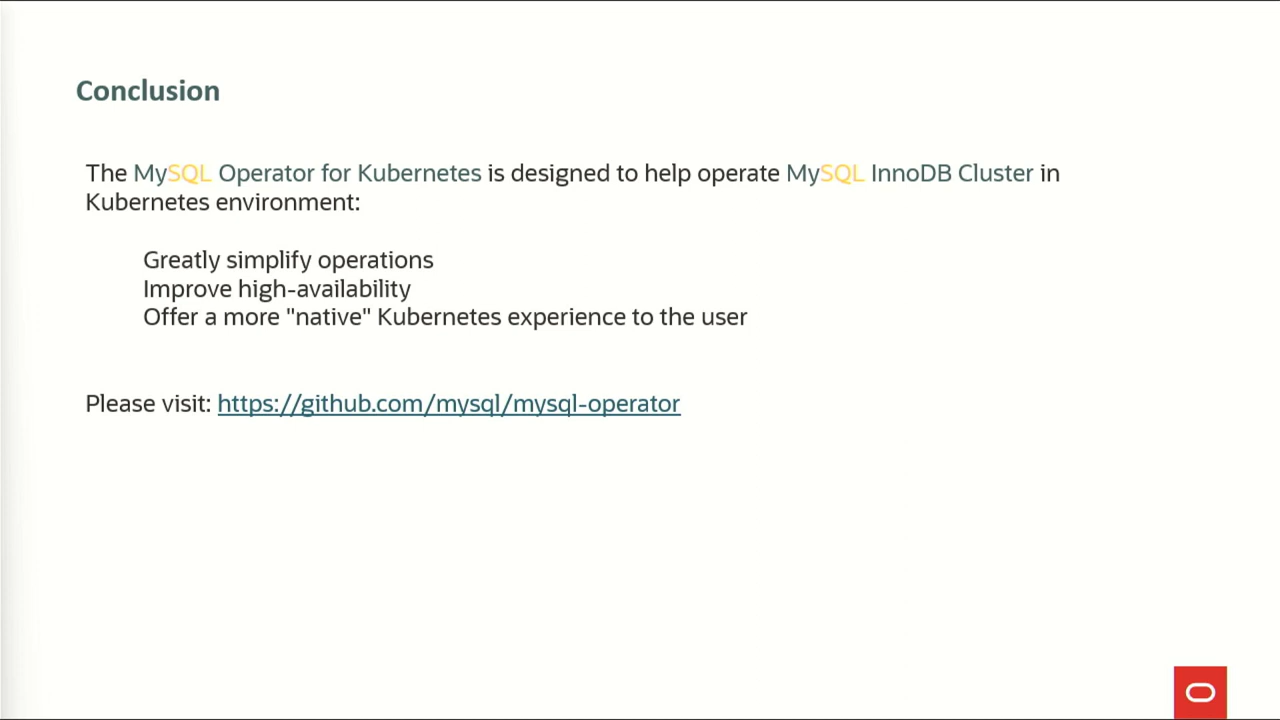 Conclusion
The MySQL Operator for Kubernetes is designed to help operate MySQL InnoDB Cluster in
Kubernetes environment:
Greatly simplify operations
Improve high-availability
Offer a more "native" Kubernetes experience to the user
Please visit: https://github.com/mysql/mysql-operator